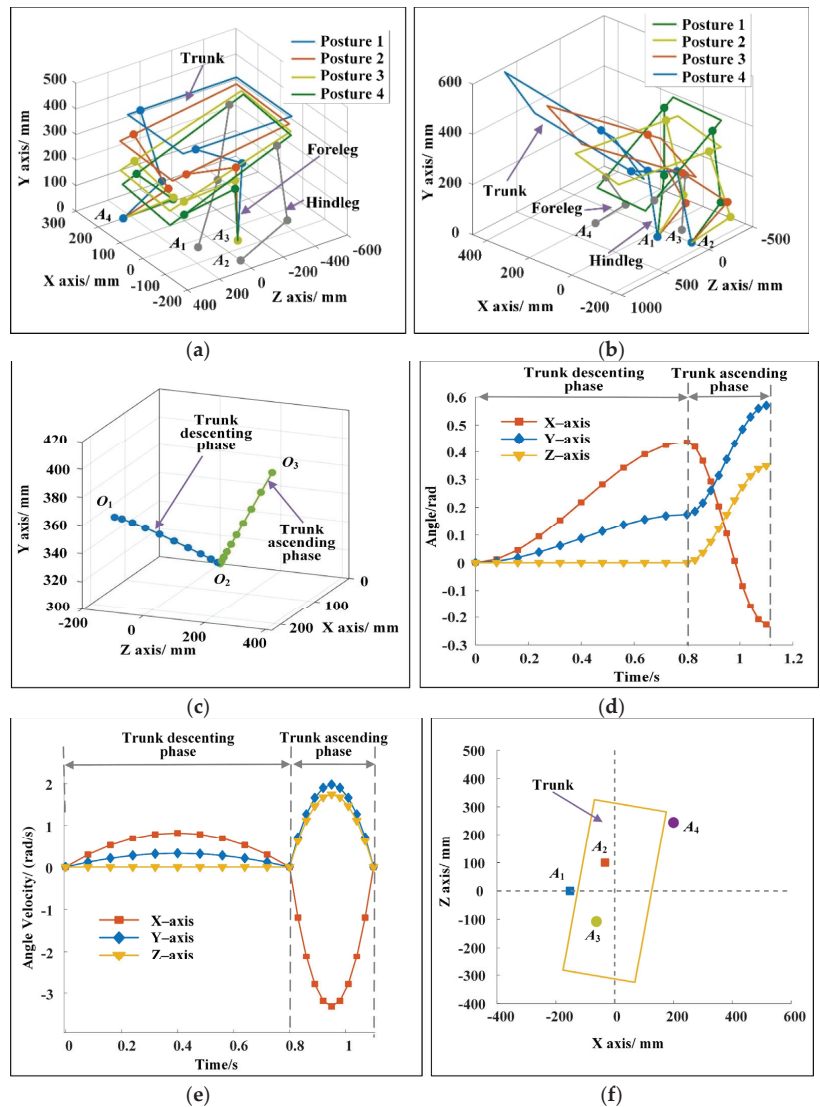 Posture 1
Posture 2
Posture 3
Posture 4
Trunk
Foreleg
Hindleg
500
400
300
200
100
0
Y axis/ mm
300
200
100
0
-100
-200
X axis/ mm
400
200
0
-200
-400
-600
Z axis/ mm
A4
A1
A3
A2
(a)
Posture 1
Posture 2
Posture 3
Posture 4
600
400
200
0
Y axis/ mm
Trunk
Foreleg
Hindleg
A4
A1
A3
A2
400
200
0
-200
X axis/ mm
1000
500
0
-500
Z axis/ mm
(b)
420
400
380
360
340
320
300
Y axis/ mm
Trunk
descenting
phase
O1
O3
O2
Trunk
ascending
phase
-200
0
200
400
Z axis/ mm
0
100
200
X axis/ mm
(c)
Trunk descenting
phase
Trunk ascending
phase
0.6
0.5
0.4
0.3
0.2
0.1
0
-0.1
-0.2
-0.3
Angle/rad
X–axis
Y–axis
Z–axis
0
0.2
0.4
0.6
0.8
1
1.2
Time/s
(d)
Trunk descenting
phase
Trunk ascending
phase
2
1
0
-1
-2
-3
Angle Velocity/ (rad/s)
X–axis
Y–axis
Z–axis
0
0.2
0.4
0.6
0.8
1
Time/s
(e)
500
400
300
200
100
0
-100
-200
-300
-400
Z axis/ mm
Trunk
A1
A2
A3
A4
-400
-200
0
200
400
600
X axis/ mm
(f)